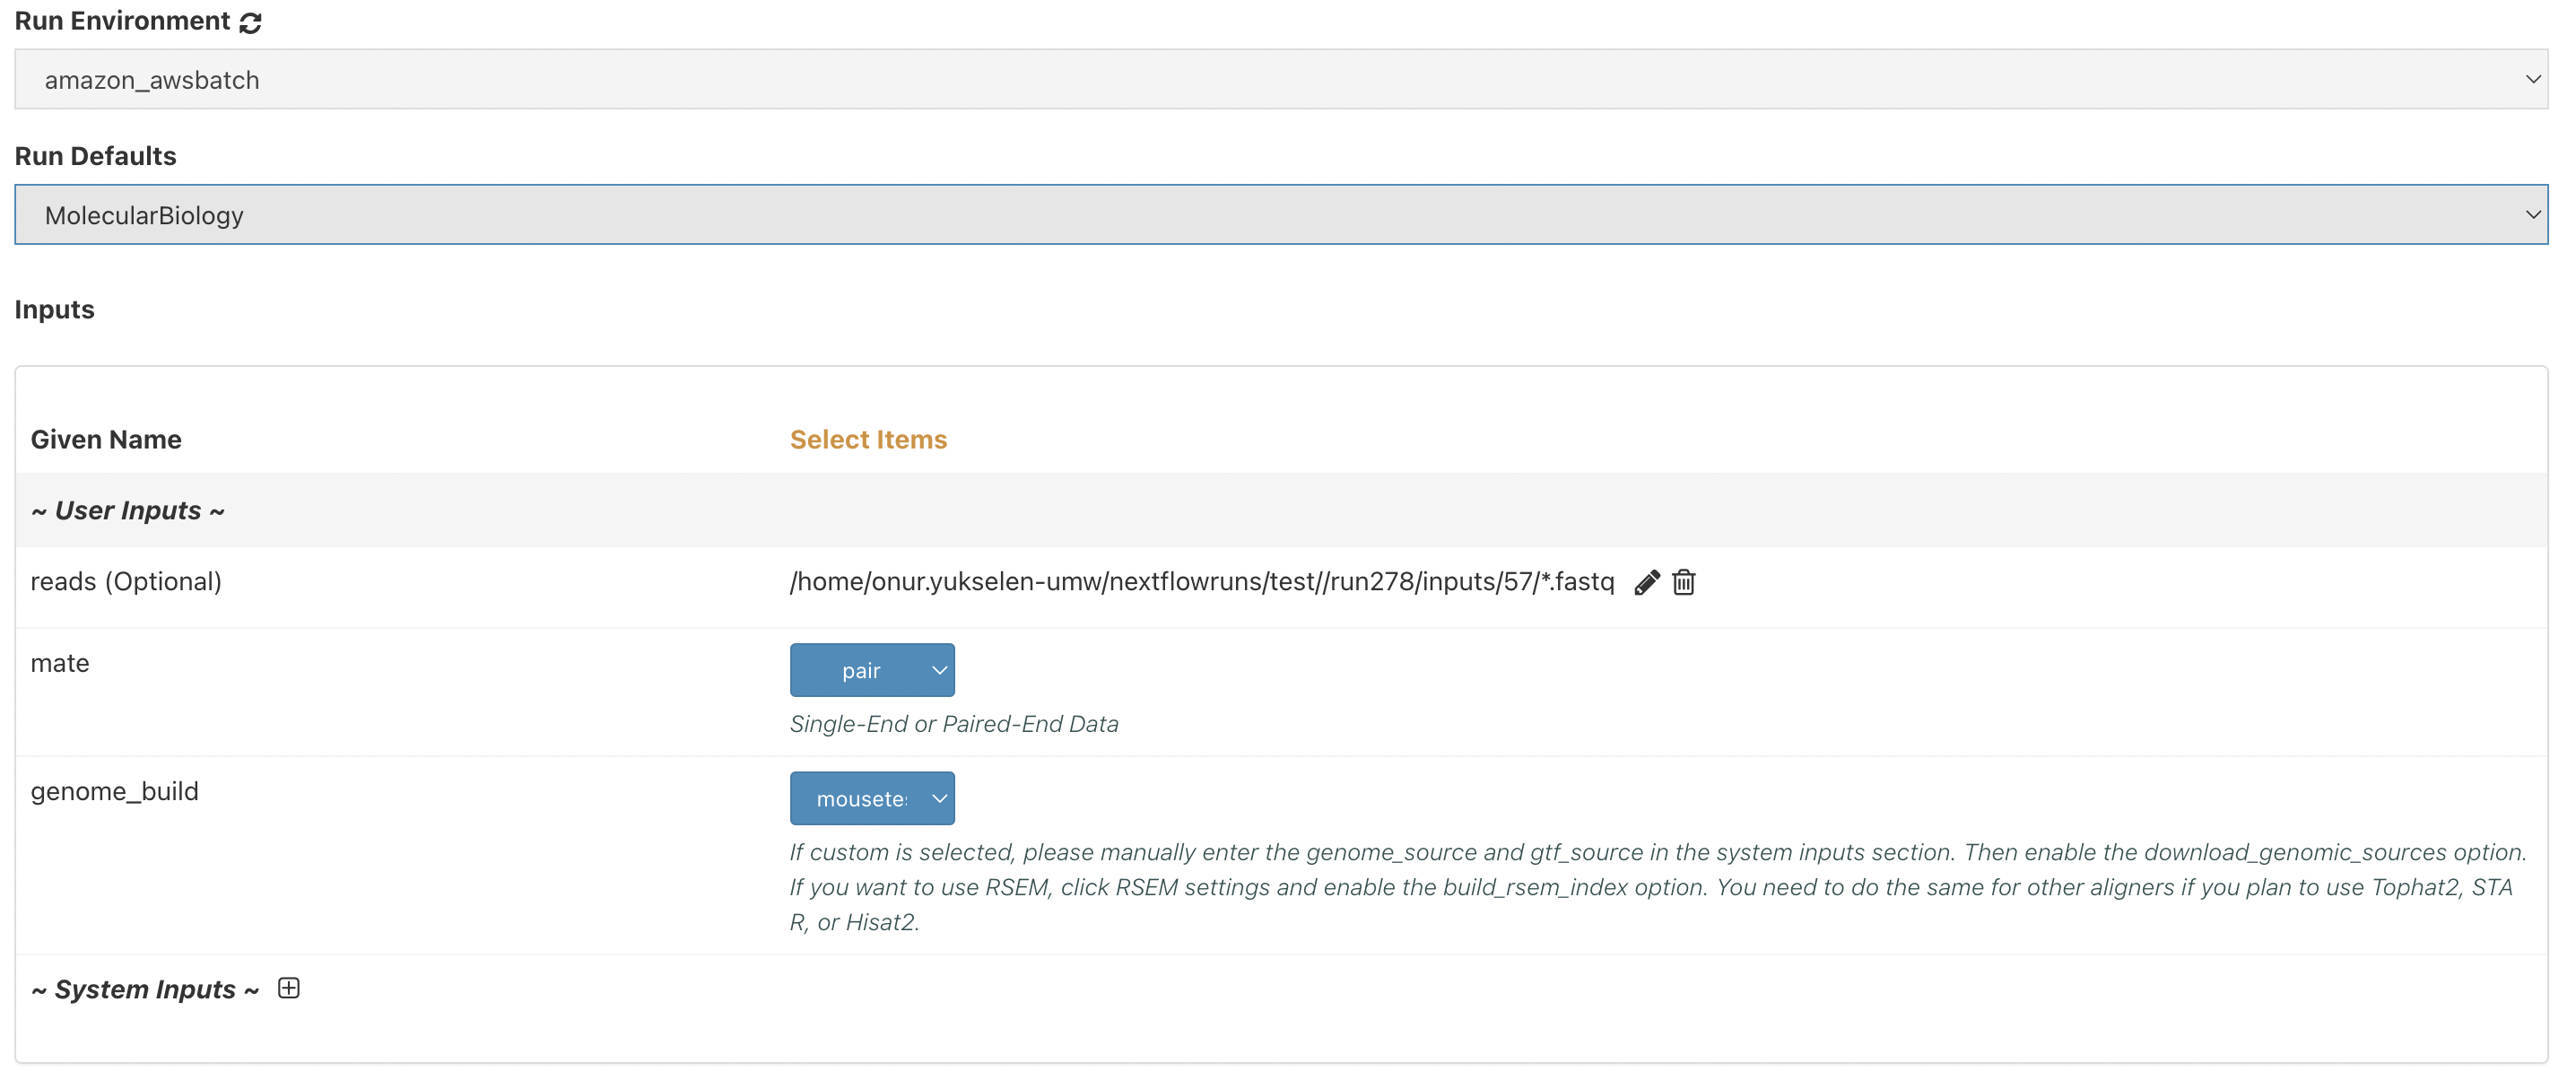 Run Environment
amazon_awsbatch
Run Defaults
MolecularBiology
Inputs
Given Name Select Items
~ User Inputs ~
reads (Optional) /home/onur.yukselen-umw/nextflowruns/test//run278/inputs/57/*.fastq
mate pair
Single-End or Paired-End Data
genome_build
If custom is selected, please manually enter the genome_source and gtf_source in the system inputs section. Then enable the download_genomic_sources option.
If you want to use RSEM, click RSEM settings and enable the build_rsem_index option. You need to do the same for other aligners if you plan to use Tophat2, STA
R, or Hisat2.
~ System Inputs ~